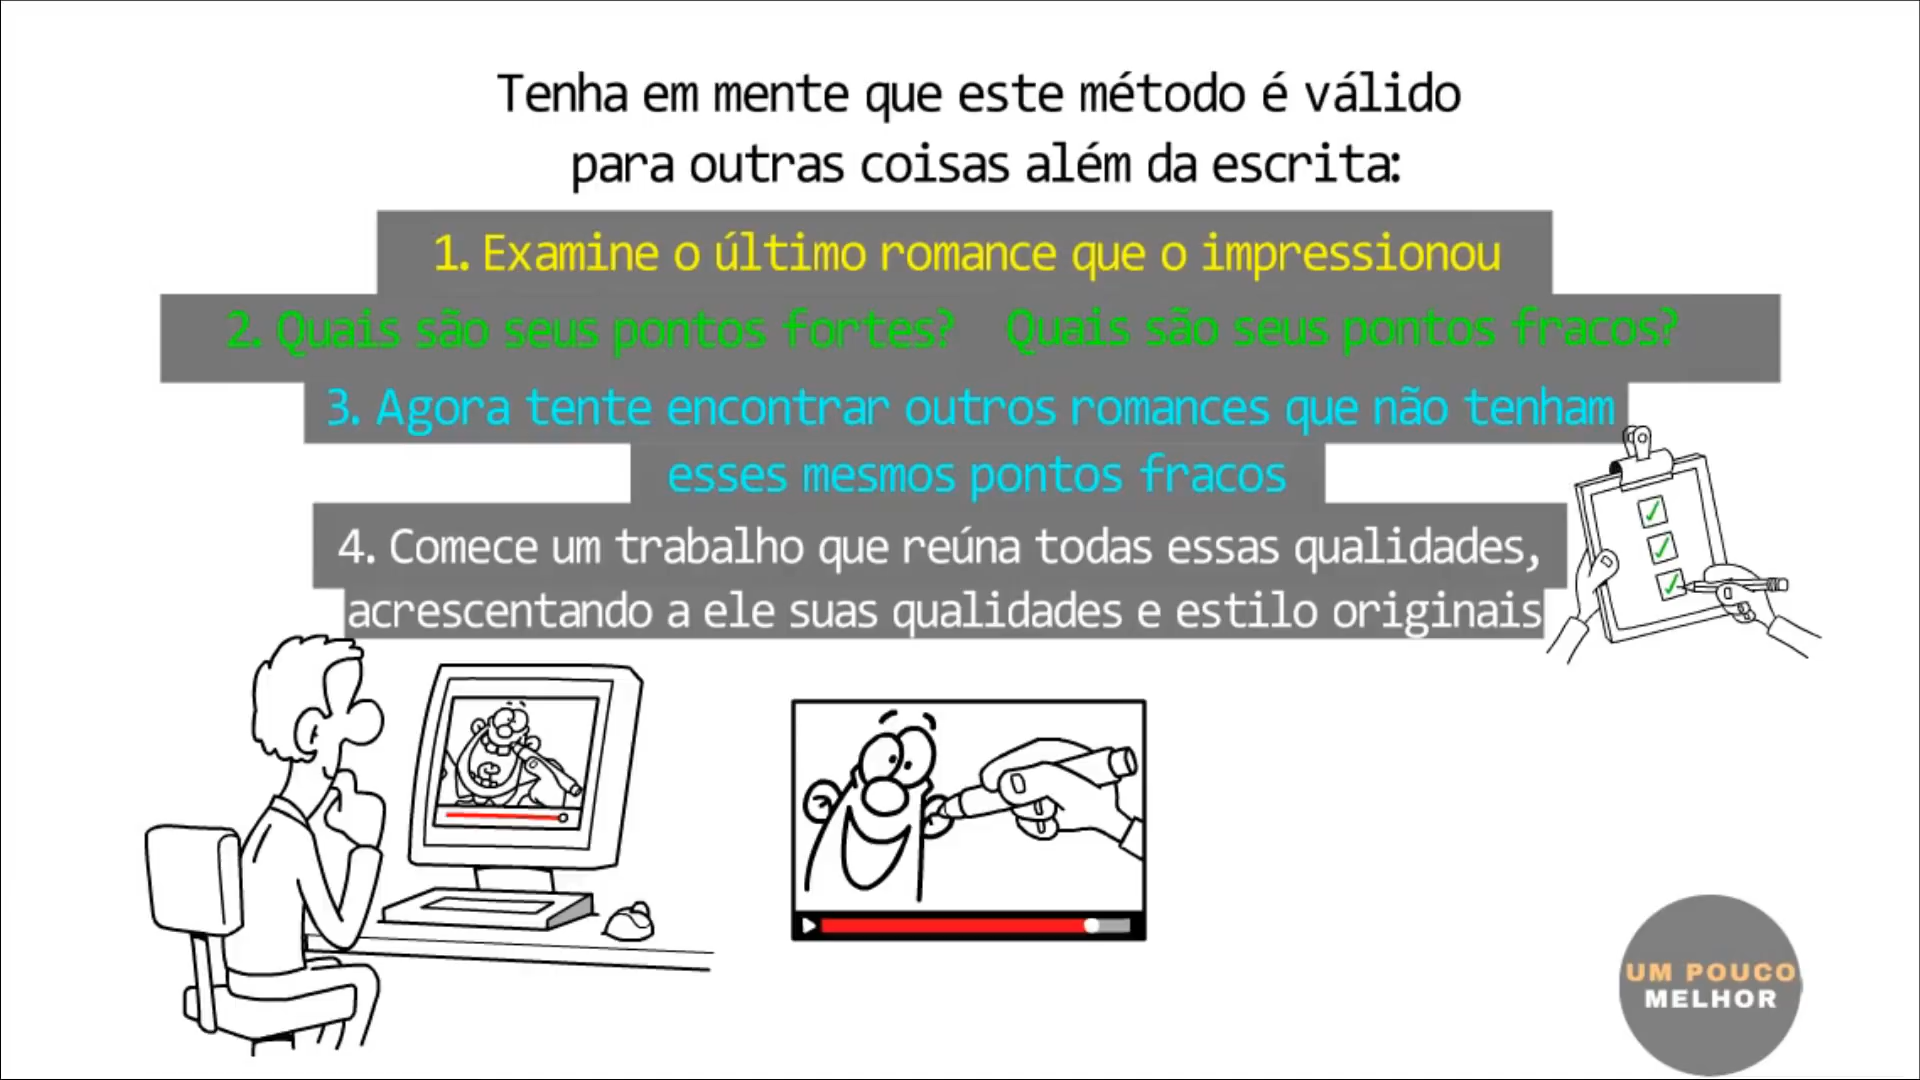 Tenha em mente que este método é válido
para outras coisas além da escrita:
1. Examine o último romance que o impressionou
2. Quais são seus pontos fortes? Quais são seus pontos fracos?
3. Agora tente encontrar outros romances que não tenham
esses mesmos pontos fracos
4. Comece um trabalho que reúna todas essas qualidades,
acrescentando a ele suas qualidades e estilo originais
UM POUCO
MELHOR